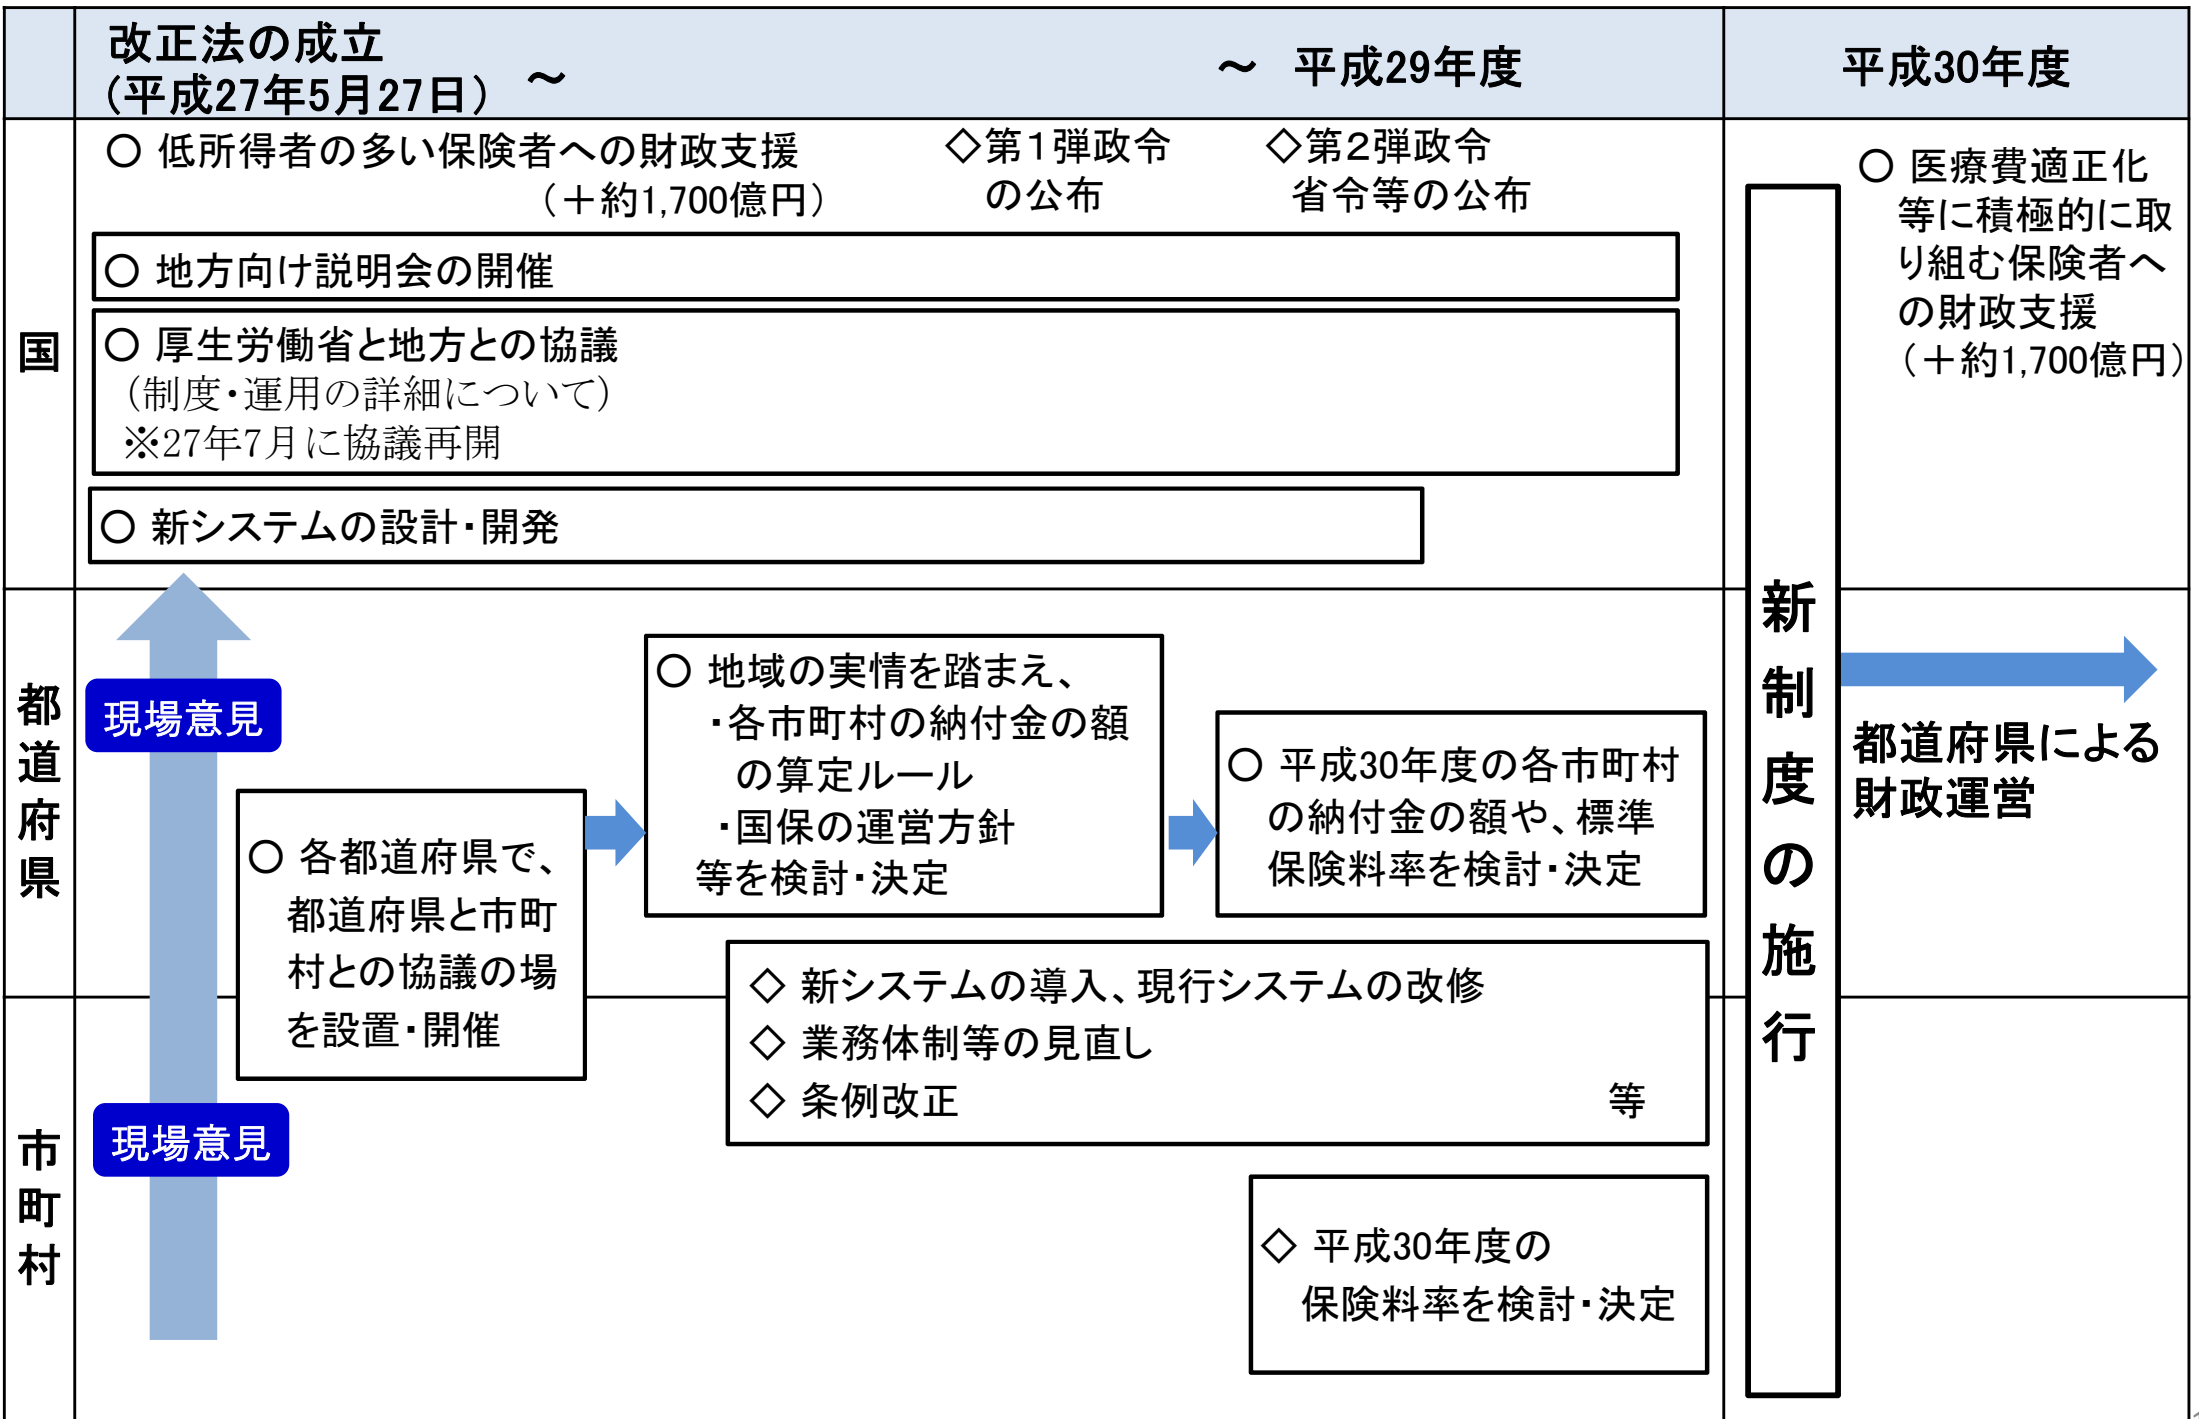 改正法の成立
(平成27年5月27日) ~
~ 平成29年度
平成30年度
国
○ 低所得者の多い保険者への財政支援
(+約1,700億円)
◇第1弾政令
の公布
◇第2弾政令
省令等の公布
○ 地方向け説明会の開催
○ 厚生労働省と地方との協議
(制度・運用の詳細について)
※27年7月に協議再開
○ 新システムの設計・開発
○ 医療費適正化
等に積極的に取
り組む保険者へ
の財政支援
(+約1,700億円)
新制度の施行
都道府県
現場意見
○ 各都道府県で、
都道府県と市町
村との協議の場
を設置・開催
○ 地域の実情を踏まえ、
・各市町村の納付金の額
の算定ルール
・国保の運営方針
等を検討・決定
○ 平成30年度の各市町村
の納付金の額や、標準
保険料率を検討・決定
都道府県による
財政運営
◇ 新システムの導入、現行システムの改修
◇ 業務体制等の見直し
◇ 条例改正 等
市町村
現場意見
◇ 平成30年度の
保険料率を検討・決定